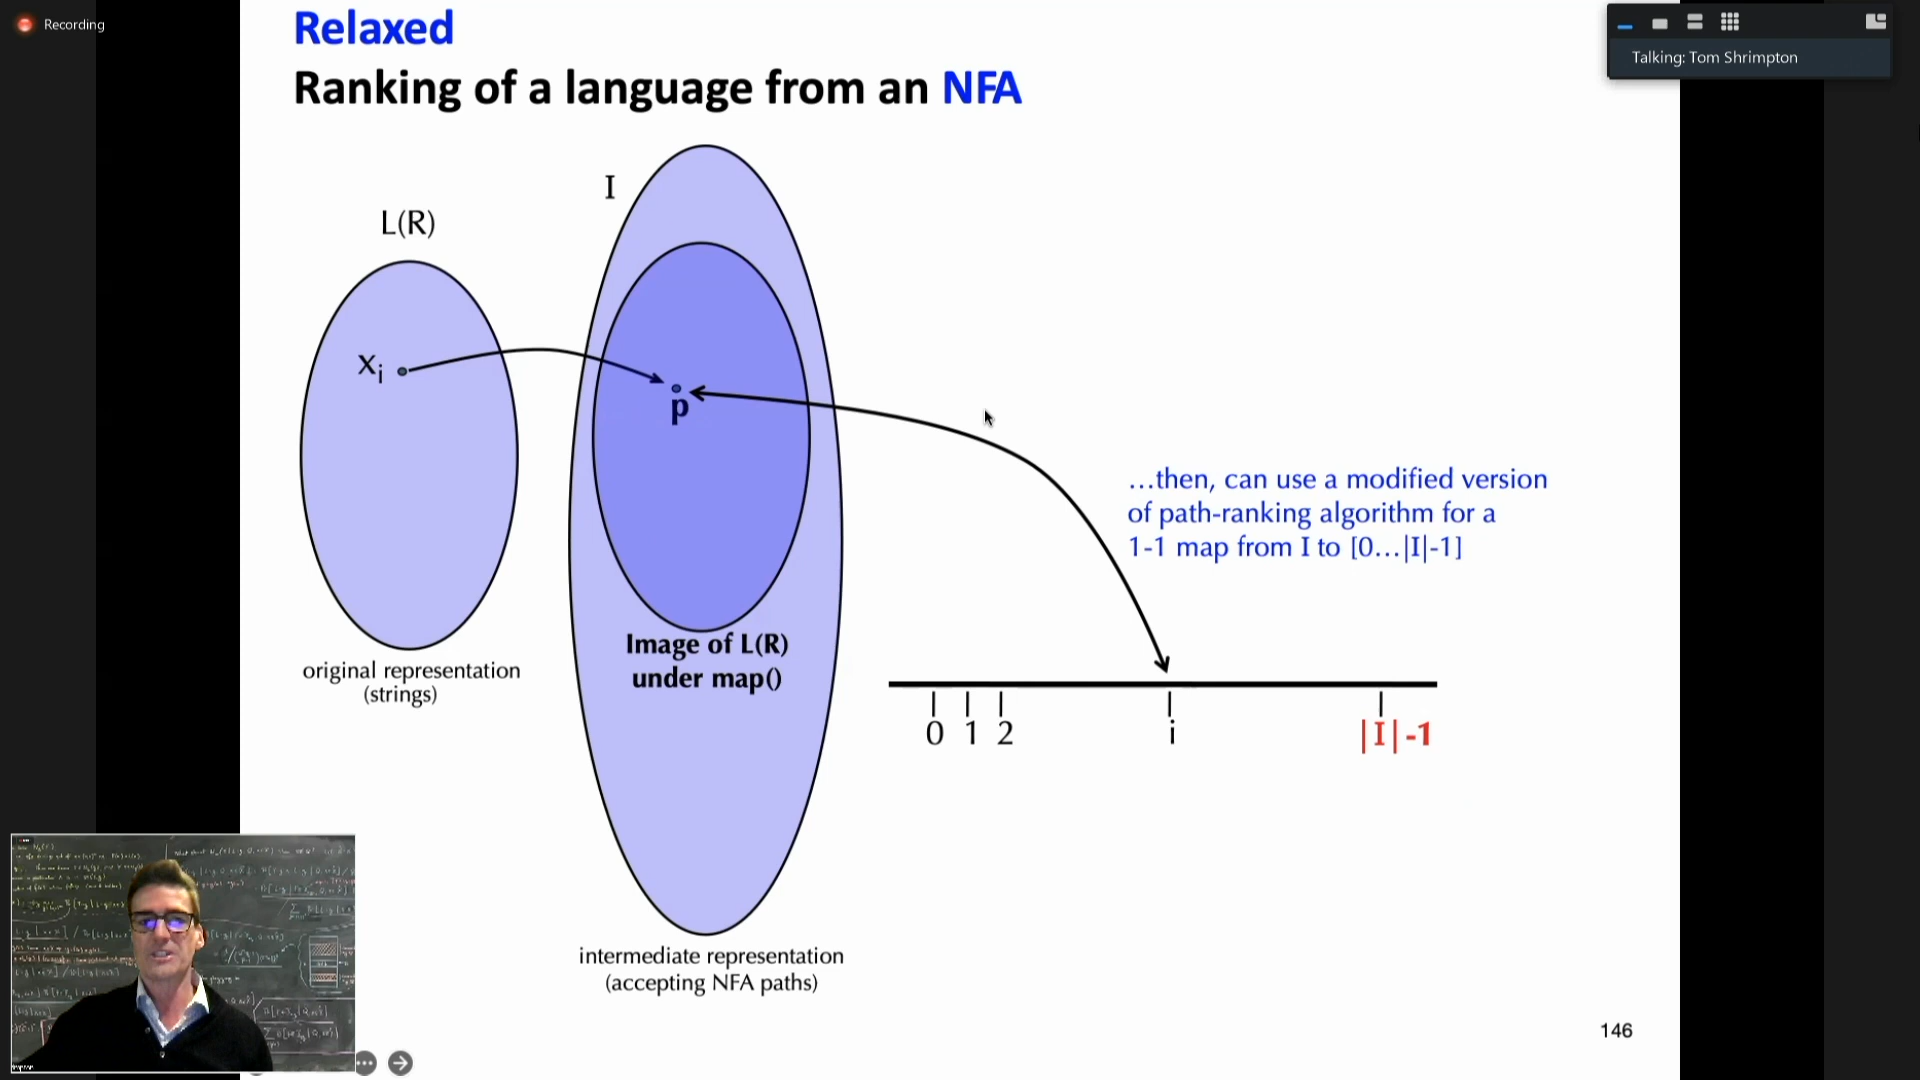 Recording
Talking: Tom Shrimpton
Relaxed
Ranking of a language from an NFA
I
L(R)
xi
p
...then, can use a modified version
of path-ranking algorithm for a
1-1 map from I to [0...|I|-1]
Image of L(R)
under map()
original representation
(strings)
0 1 2 i |I|-1
intermediate representation
(accepting NFA paths)
146